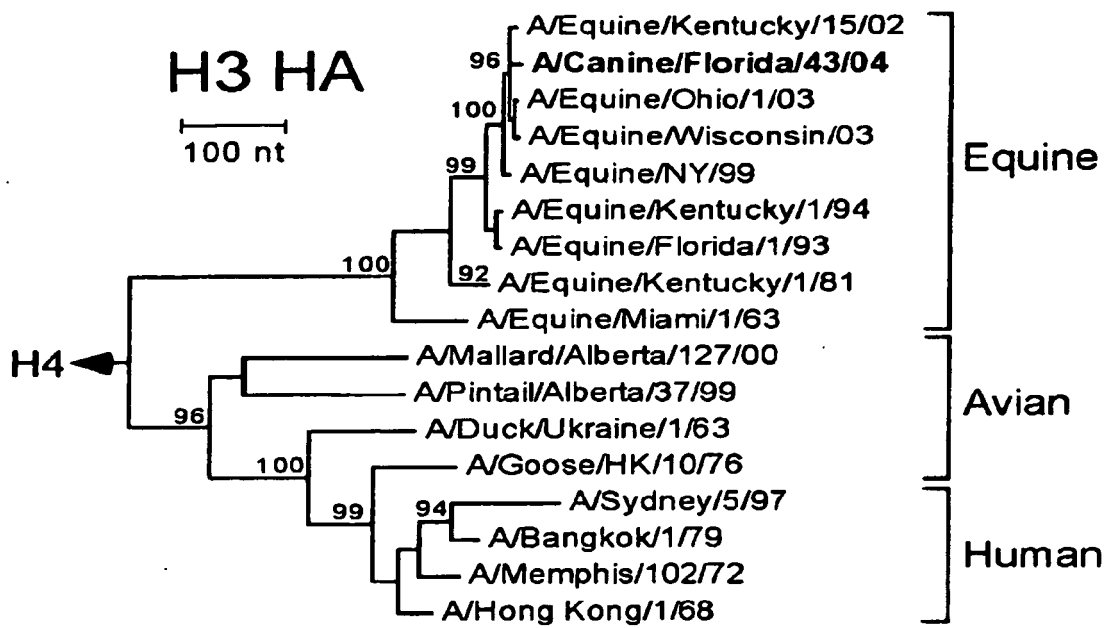 H3 HA
100 nt
H4
96
100
99
92
100
96
100
99
94
A/Equine/Kentucky/15/02
A/Canine/Florida/43/04
A/Equine/Ohio/1/03
A/Equine/Wisconsin/03
A/Equine/NY/99
A/Equine/Kentucky/1/94
A/Equine/Florida/1/93
A/Equine/Kentucky/1/81
A/Equine/Miami/1/63
A/Mallard/Alberta/127/00
A/Pintail/Alberta/37/99
A/Duck/Ukraine/1/63
A/Goose/HK/10/76
A/Sydney/5/97
A/Bangkok/1/79
A/Memphis/102/72
A/Hong Kong/1/68
Equine
Avian
Human